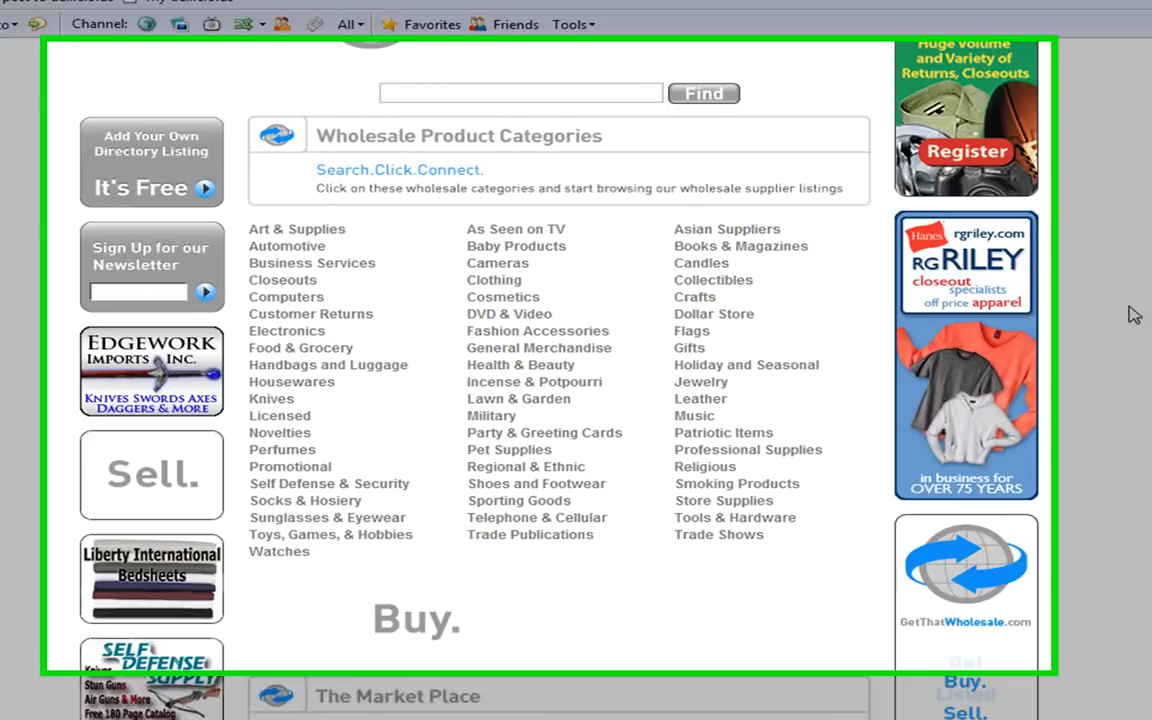 Channel:
All
Favorites
Friends
Tools
Find
Add Your Own
Directory Listing
It's Free
Sign Up for our
Newsletter
EDGEWORK
IMPORTS INC.
KNIVES SWORDS AXES
DAGGERS & MORE
Sell.
Liberty International
Bedsheets
SELF
DEFENSE
SUPPLY
Knives
Stun Guns
Air Guns & More
Free 180 Page Catalog
Wholesale Product Categories
Search.Click.Connect.
Click on these wholesale categories and start browsing our wholesale supplier listings
Art & Supplies
Automotive
Business Services
Closeouts
Computers
Customer Returns
Electronics
Food & Grocery
Handbags and Luggage
Housewares
Knives
Licensed
Novelties
Perfumes
Promotional
Self Defense & Security
Socks & Hosiery
Sunglasses & Eyewear
Toys, Games, & Hobbies
Watches
As Seen on TV
Baby Products
Cameras
Clothing
Cosmetics
DVD & Video
Fashion Accessories
General Merchandise
Health & Beauty
Incense & Potpourri
Lawn & Garden
Military
Party & Greeting Cards
Pet Supplies
Regional & Ethnic
Shoes and Footwear
Sporting Goods
Telephone & Cellular
Trade Publications
Asian Suppliers
Books & Magazines
Candles
Collectibles
Crafts
Dollar Store
Flags
Gifts
Holiday and Seasonal
Jewelry
Leather
Music
Patriotic Items
Professional Supplies
Religious
Smoking Products
Store Supplies
Tools & Hardware
Trade Shows
Buy.
The Market Place
Huge Volume
and Variety of
Returns, Closeouts
Register
Hanes
rgriley.com
RG RILEY
closeout
specialists
off price apparel
in business for
OVER 75 YEARS
GetThatWholesale.com
Buy.
Listed
Sell.